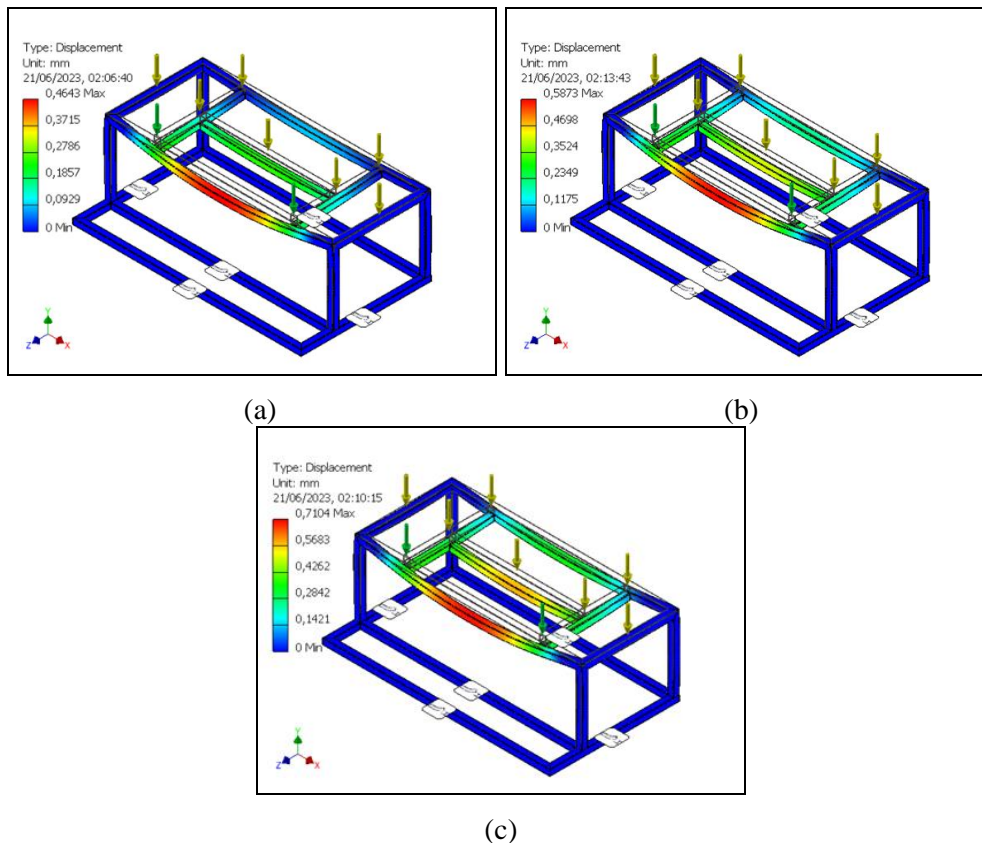 Type: Displacement
Unit: mm
21/06/2023, 02:06:40
0,4643 Max
0,3715
0,2786
0,1857
0,0929
0 Min
Y
Z
X
(a)
Type: Displacement
Unit: mm
21/06/2023, 02:13:43
0,5873 Max
0,4698
0,3524
0,2349
0,1175
0 Min
Y
Z
X
(b)
Type: Displacement
Unit: mm
21/06/2023, 02:10:15
0,7104 Max
0,5683
0,4262
0,2842
0,1421
0 Min
Y
Z
X
(c)